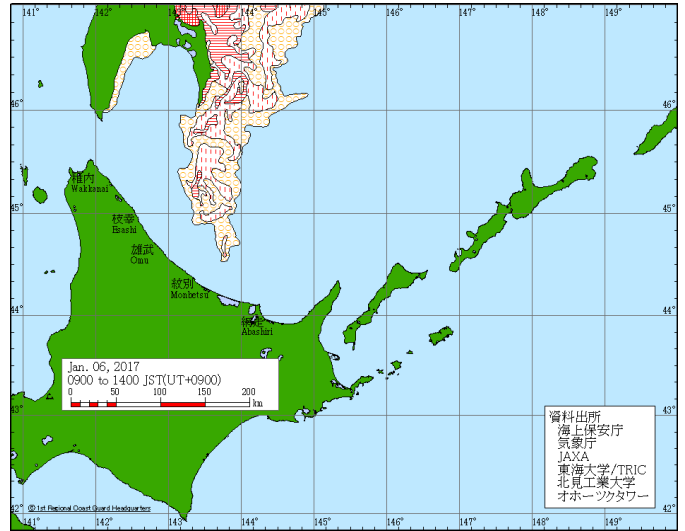 141° 142° 143° 144° 145° 146° 147° 148° 149°
46° 46°
稚内
Wakkanai
45° 45°
枝幸
Esashi
雄武
Omu
紋別
Monbetsu
44° 44°
網走
Abashiri
Jan. 06, 2017
0900 to 1400 JST(UT+0900)
0 50 100 150 200
km
43° 43°
資料出所
海上保安庁
気象庁
JAXA
東海大学/TRIC
北見工業大学
オホーツクタワー
© 1st Regional Coast Guard Headquarters
42° 42°
141° 142° 143° 144° 145° 146° 147° 148° 149°